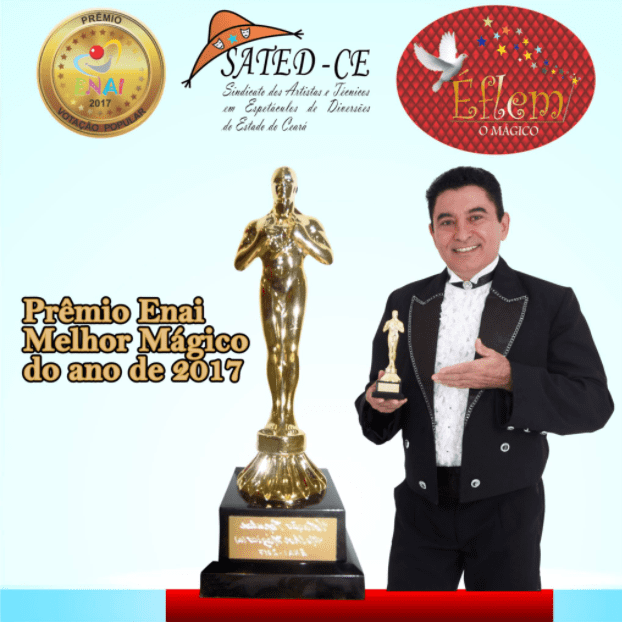 PRÊMIO
ENAI
2017
VOTAÇÃO POPULAR
SATED-CE
Sindicato dos Artistas e Técnicos
em Espetáculos de Diversões
do Estado do Ceará
Éflem
O MÁGICO
Prêmio Enai
Melhor Mágico
do ano de 2017